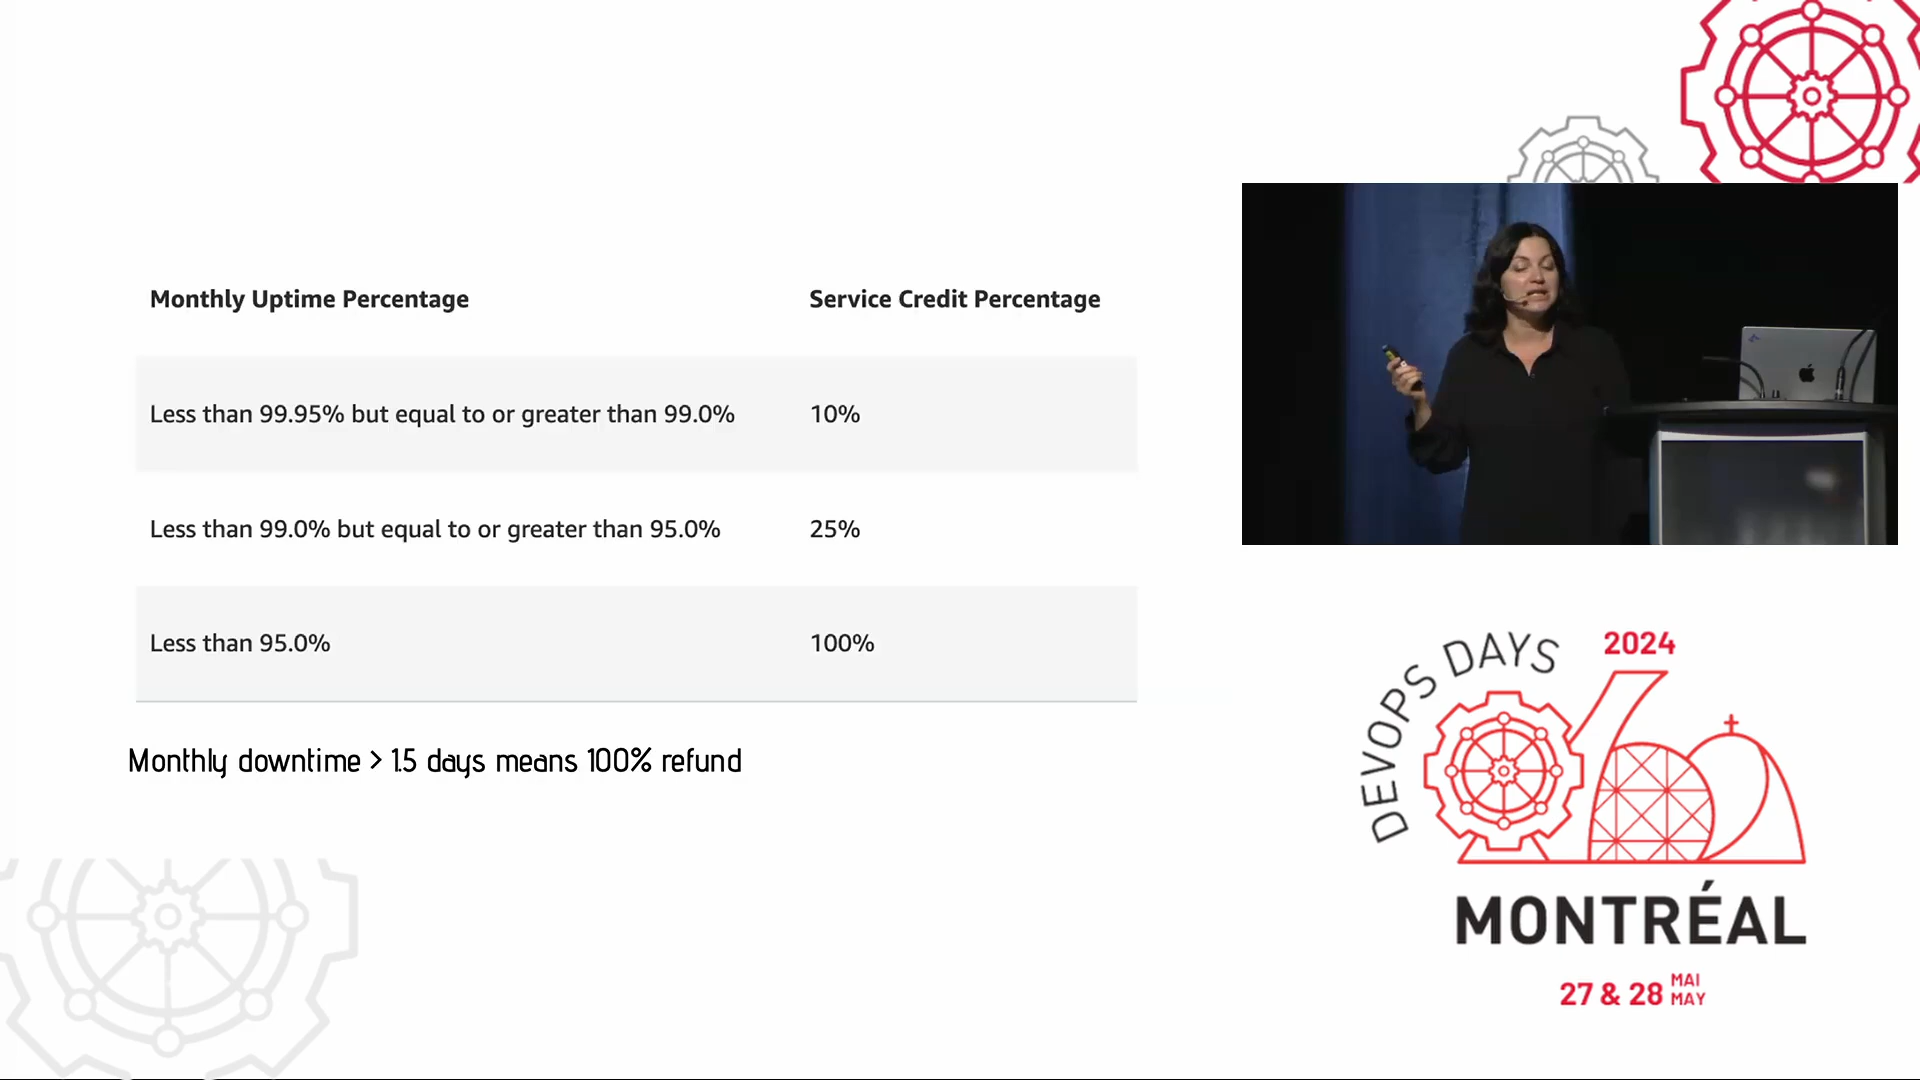 Monthly Uptime Percentage Service Credit Percentage
Less than 99.95% but equal to or greater than 99.0% 10%
Less than 99.0% but equal to or greater than 95.0% 25%
Less than 95.0% 100%
Monthly downtime > 1.5 days means 100% refund
DEVOPS DAYS
2024
MONTRÉAL
27 & 28 MAI
MAY